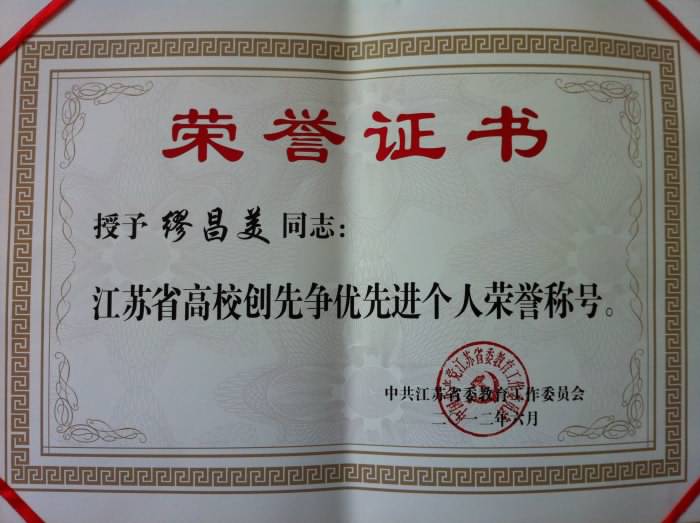 荣誉证书
授予 缪昌美 同志：
江苏省高校创先争优先进个人荣誉称号。
中共江苏省委教育工作委员会
二〇一二年六月